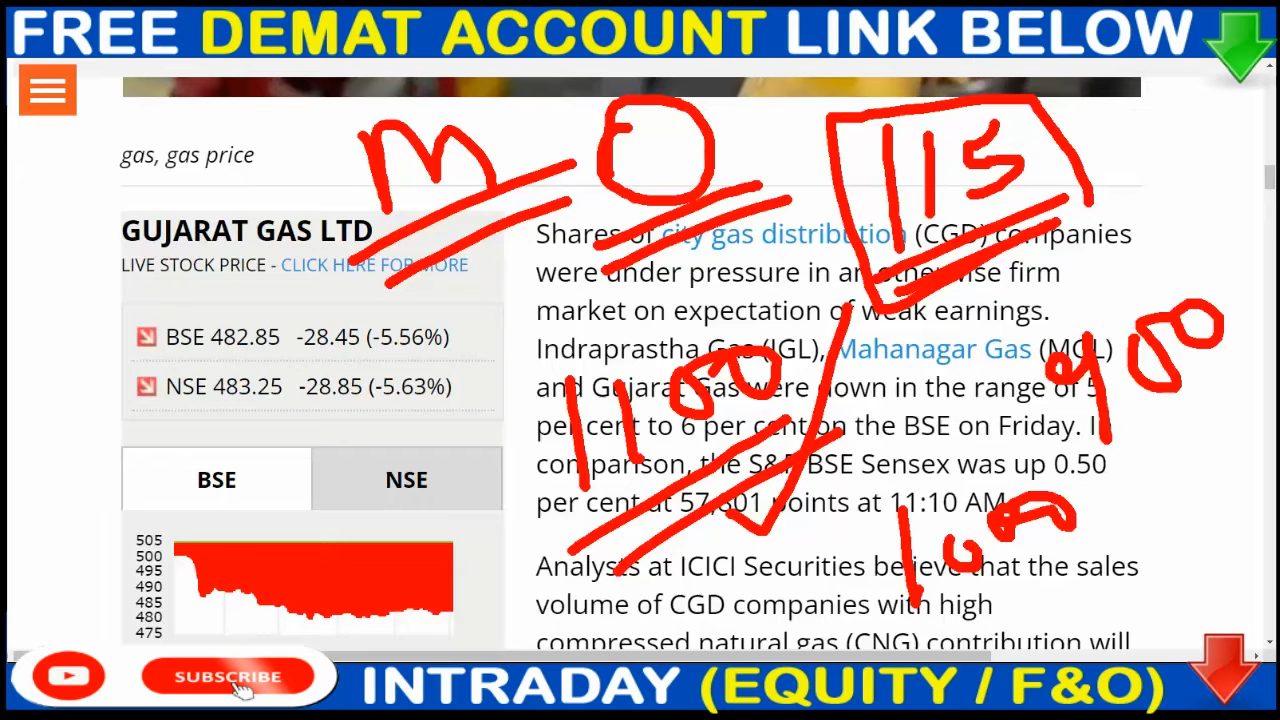 FREE DEMAT ACCOUNT LINK BELOW
gas, gas price
M O 115
GUJARAT GAS LTD
LIVE STOCK PRICE - CLICK HERE FOR MORE
BSE 482.85 -28.45 (-5.56%)
NSE 483.25 -28.85 (-5.63%)
BSE NSE
505
500
495
490
485
480
475
Shares of city gas distribution (CGD) companies
were under pressure in an otherwise firm
market on expectation of weak earnings.
Indraprastha Gas (IGL), Mahanagar Gas (MGL)
and Gujarat Gas were down in the range of 5
per cent to 6 per cent on the BSE on Friday. In
comparison, the S&P BSE Sensex was up 0.50
per cent at 57,801 points at 11:10 AM.
1100
900
1000
Analysts at ICICI Securities believe that the sales
volume of CGD companies with high
compressed natural gas (CNG) contribution will
SUBSCRIBE
INTRADAY (EQUITY / F&O)